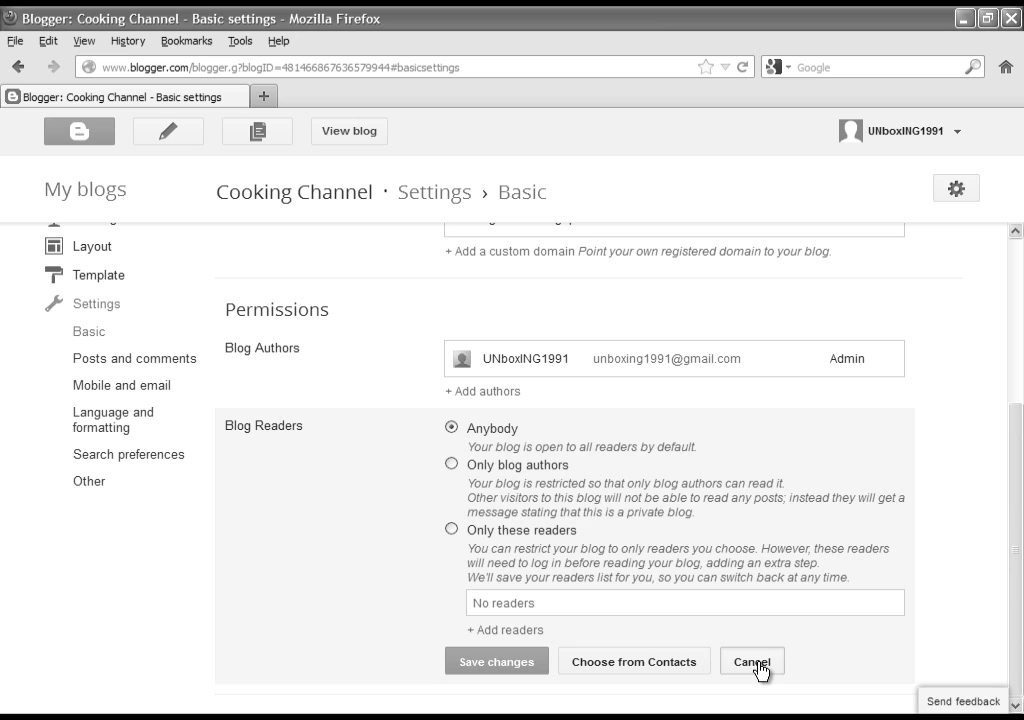 Blogger: Cooking Channel - Basic settings - Mozilla Firefox
File Edit View History Bookmarks Tools Help
www.blogger.com/blogger.g?blogID=481466867636579944#basicsettings
Google
Blogger: Cooking Channel - Basic settings
View blog
UNboxING1991
My blogs
Cooking Channel · Settings › Basic
+ Add a custom domain Point your own registered domain to your blog.
Layout
Template
Settings
Basic
Posts and comments
Mobile and email
Language and
formatting
Search preferences
Other
Permissions
Blog Authors
UNboxING1991 unboxing1991@gmail.com Admin
+ Add authors
Blog Readers
Anybody
Your blog is open to all readers by default.
Only blog authors
Your blog is restricted so that only blog authors can read it.
Other visitors to this blog will not be able to read any posts; instead they will get a
message stating that this is a private blog.
Only these readers
You can restrict your blog to only readers you choose. However, these readers
will need to log in before reading your blog, adding an extra step.
We'll save your readers list for you, so you can switch back at any time.
No readers
+ Add readers
Save changes Choose from Contacts Cancel
Send feedback